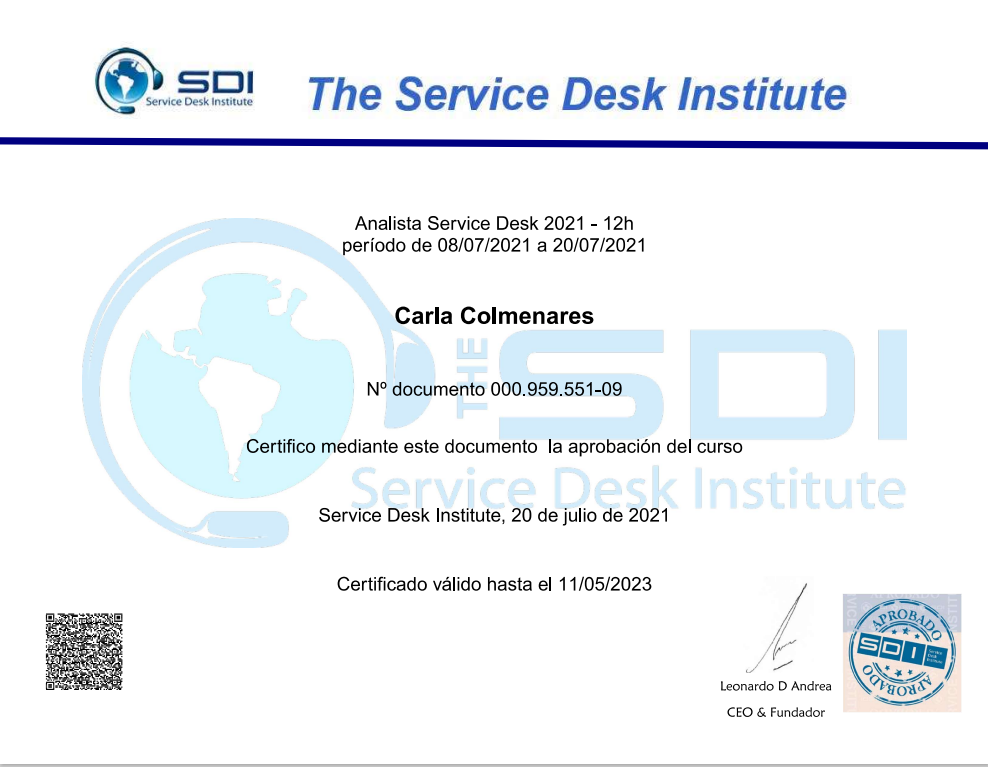 SDI
Service Desk Institute
The Service Desk Institute
Analista Service Desk 2021 - 12h
período de 08/07/2021 a 20/07/2021
Carla Colmenares
THE SDI
Nº documento 000.959.551-09
Certifico mediante este documento  la aprobación del curso
Service Desk Institute
Service Desk Institute, 20 de julio de 2021
Certificado válido hasta el 11/05/2023
Leonardo D Andrea
CEO & Fundador
APROBADO
SDI
Service
Desk
Institute
APROBADO